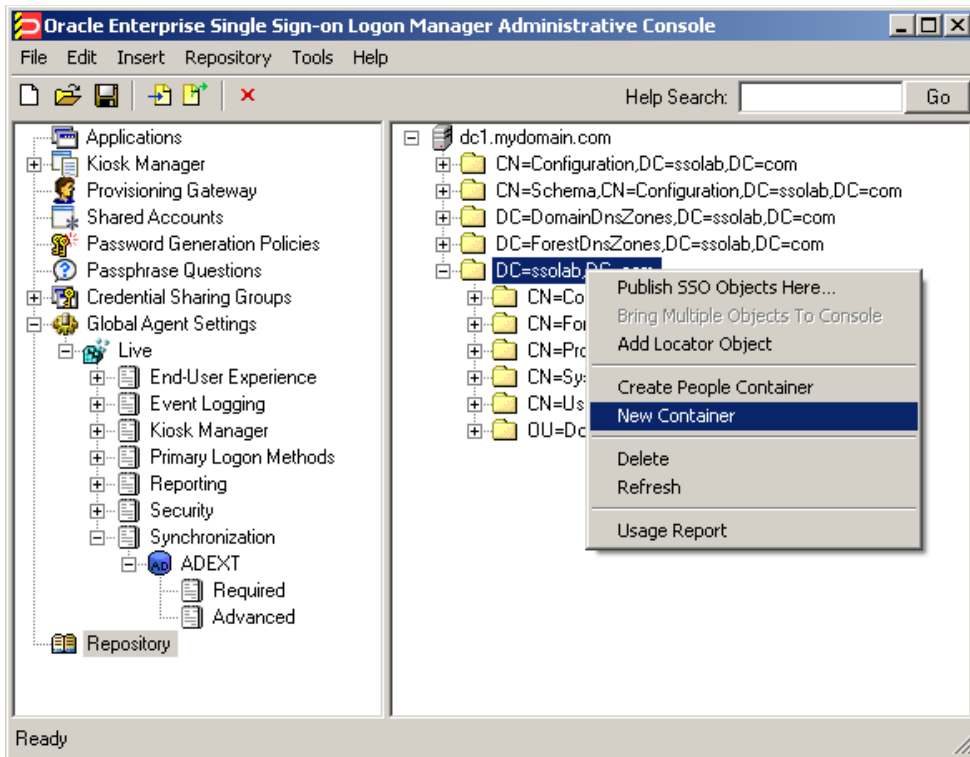 Oracle Enterprise Single Sign-on Logon Manager Administrative Console
File Edit Insert Repository Tools Help
Help Search: Go
Applications
Kiosk Manager
Provisioning Gateway
Shared Accounts
Password Generation Policies
Passphrase Questions
Credential Sharing Groups
Global Agent Settings
Live
End-User Experience
Event Logging
Kiosk Manager
Primary Logon Methods
Reporting
Security
Synchronization
AD ADEXT
Required
Advanced
Repository
dc1.mydomain.com
CN=Configuration,DC=ssolab,DC=com
CN=Schema,CN=Configuration,DC=ssolab,DC=com
DC=DomainDnsZones,DC=ssolab,DC=com
DC=ForestDnsZones,DC=ssolab,DC=com
DC=ssolab,DC=com
CN=Co
CN=For
CN=Pro
CN=Sys
CN=Us
OU=Do
Publish SSO Objects Here...
Bring Multiple Objects To Console
Add Locator Object
Create People Container
New Container
Delete
Refresh
Usage Report
Ready